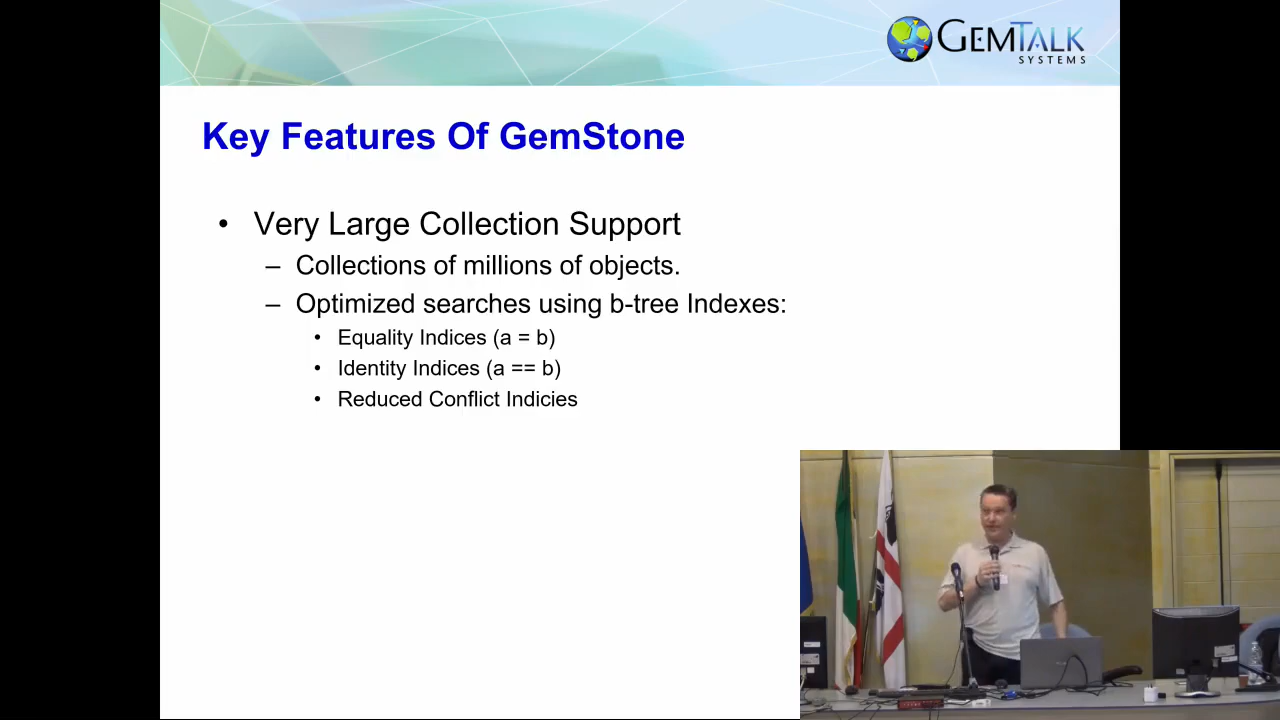 GEMTALK
SYSTEMS
Key Features Of GemStone
• Very Large Collection Support
– Collections of millions of objects.
– Optimized searches using b-tree Indexes:
• Equality Indices (a = b)
• Identity Indices (a == b)
• Reduced Conflict Indicies